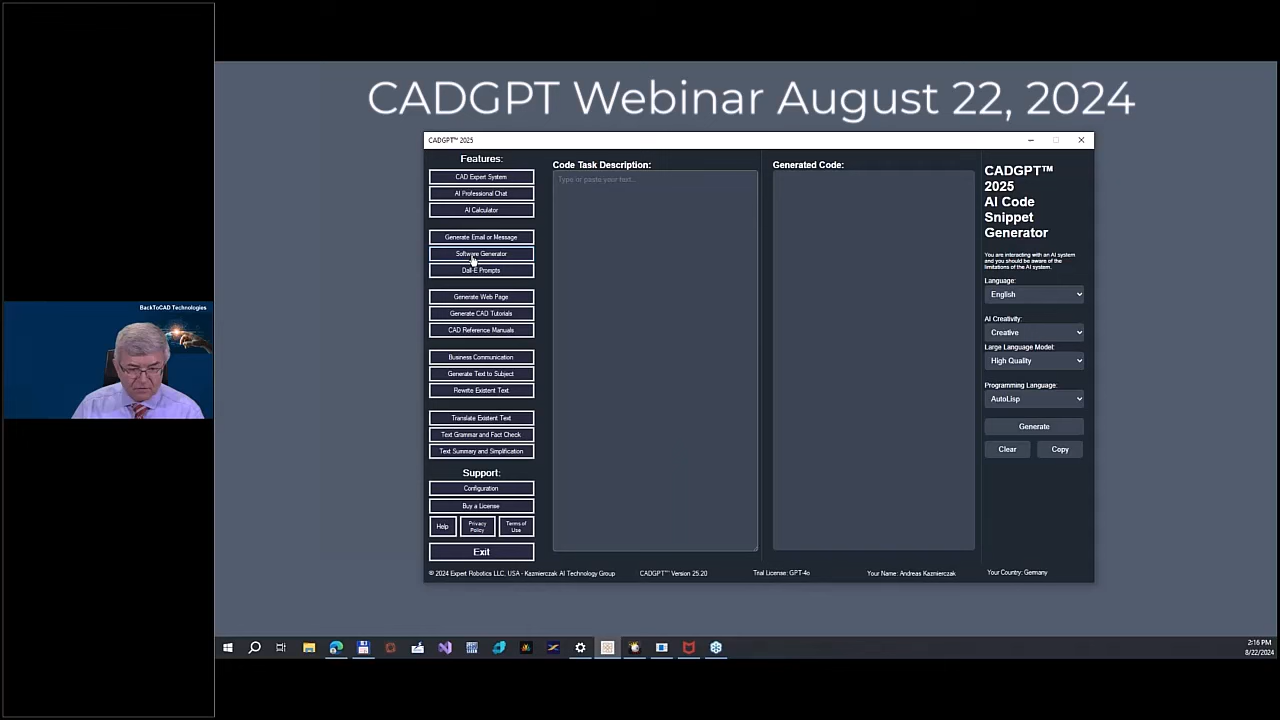 BackToCAD Technologies
CADGPT Webinar August 22, 2024
CADGPT™ 2025
Features:
CAD Expert System
AI Professional Chat
AI Calculator
Generate Email or Message
Software Generator
Dall-E Prompts
Generate Web Page
Generate CAD Tutorials
CAD Reference Manuals
Business Communication
Generate Text to Subject
Rewrite Existent Text
Translate Existent Text
Text Grammar and Fact Check
Text Summary and Simplification
Support:
Configuration
Buy a License
Help
Privacy
Policy
Terms of
Use
Exit
Code Task Description:
Type or paste your text...
Generated Code:
CADGPT™
2025
AI Code
Snippet
Generator
You are interacting with an AI system
and you should be aware of the
limitations of the AI system.
Language:
English
AI Creativity:
Creative
Large Language Model:
High Quality
Programming Language:
AutoLisp
Generate
Clear
Copy
© 2024 Expert Robotics LLC, USA - Kazmierczak AI Technology Group
CADGPT™ Version 25.20
Trial License: GPT-4o
Your Name: Andreas Kazmierczak
Your Country: Germany
2:16 PM
8/22/2024